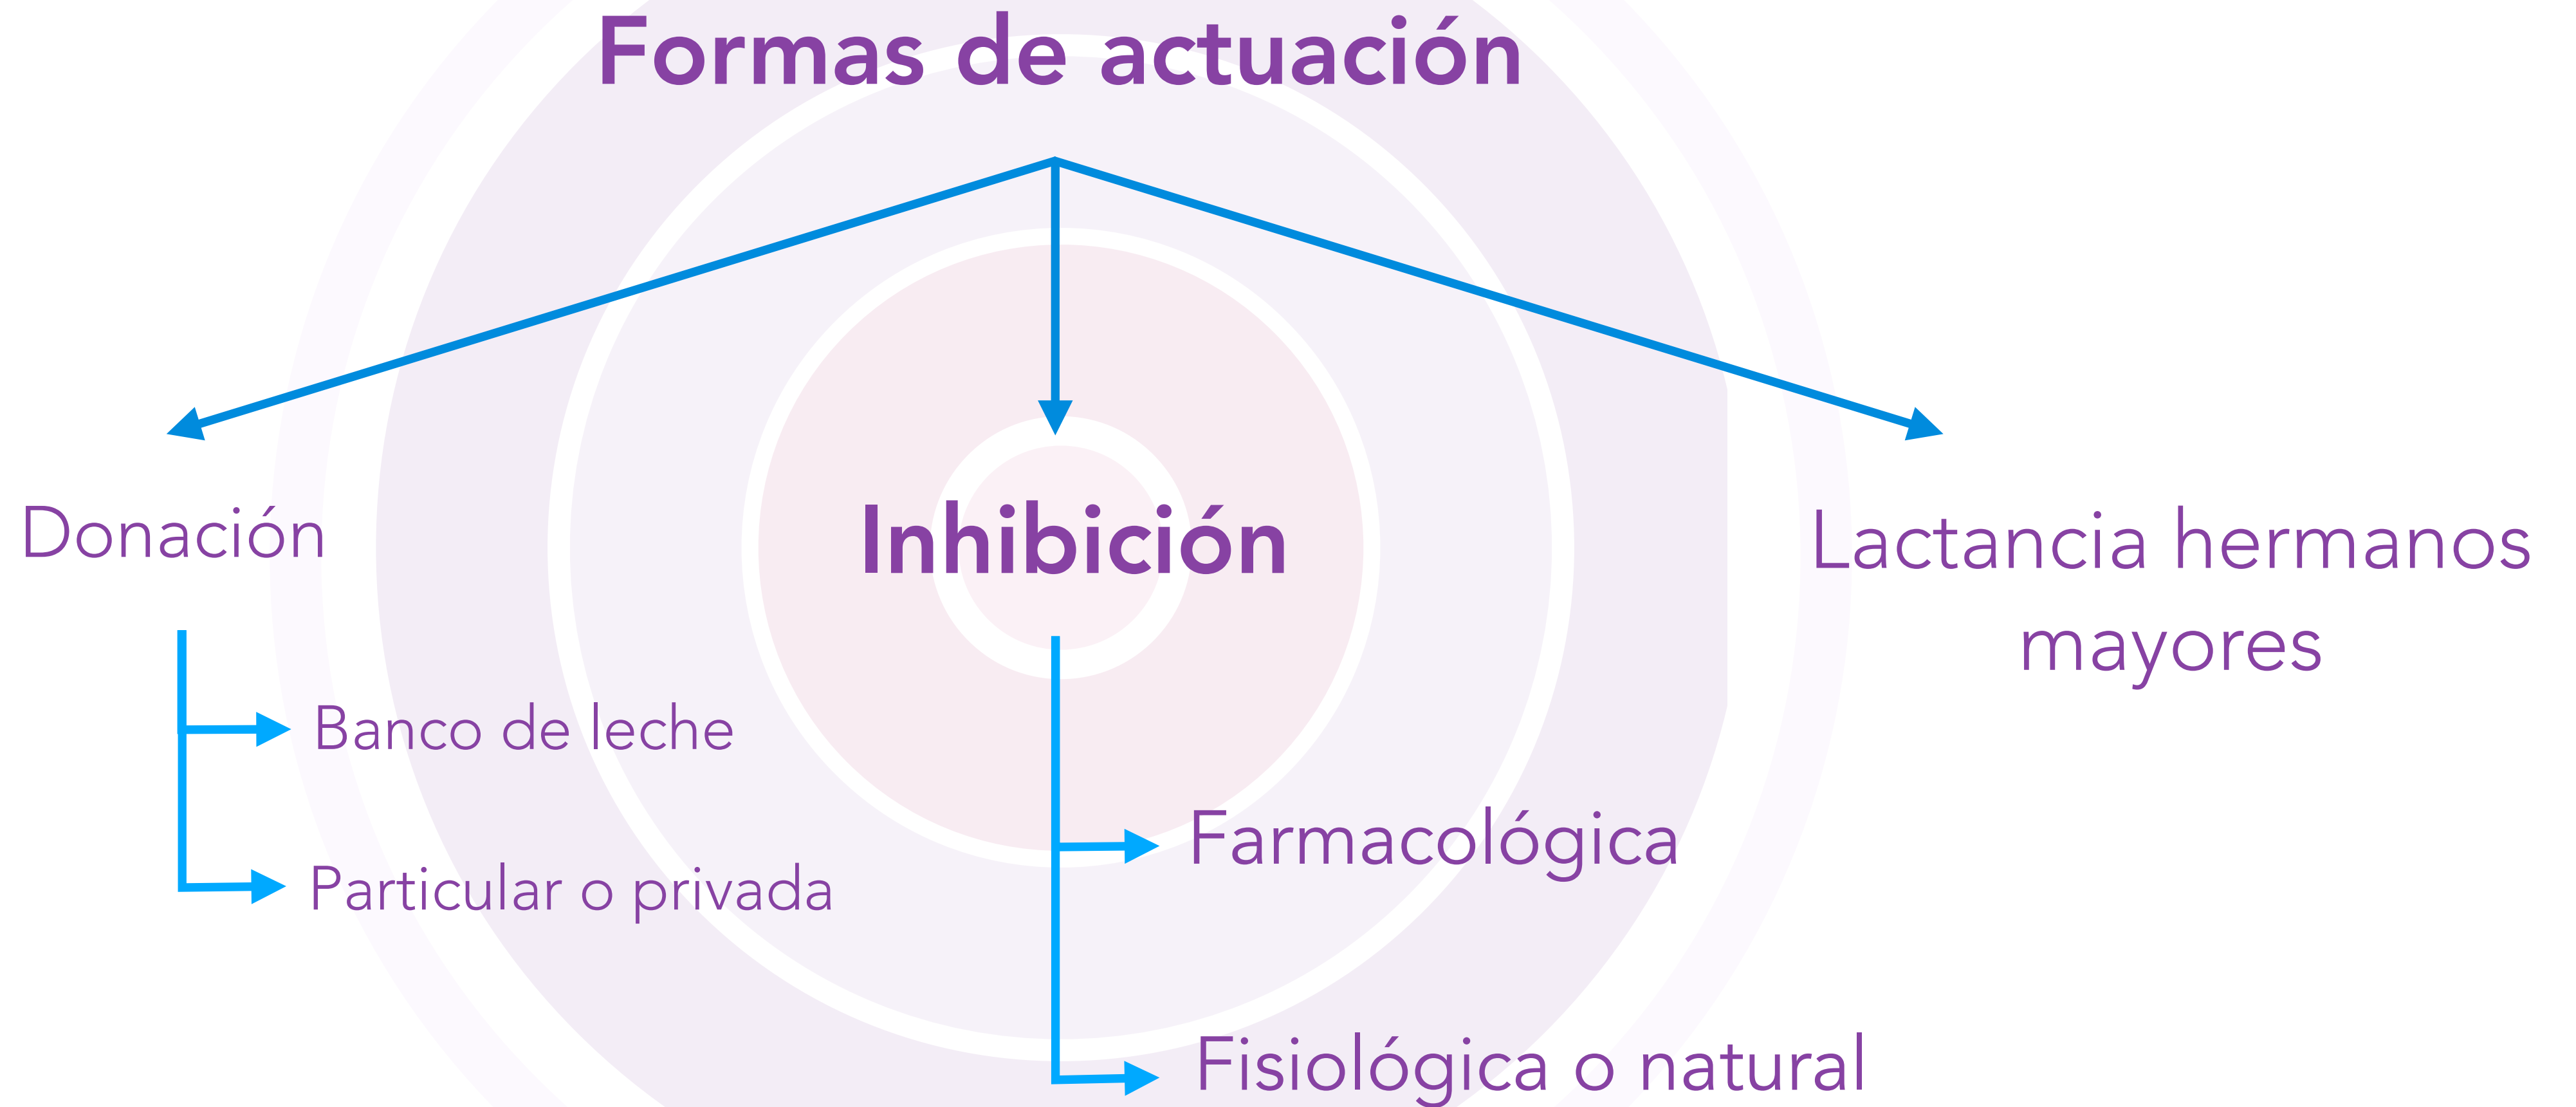 Formas de actuación
Donación
Banco de leche
Particular o privada
Inhibición
Farmacológica
Fisiológica o natural
Lactancia hermanos
mayores